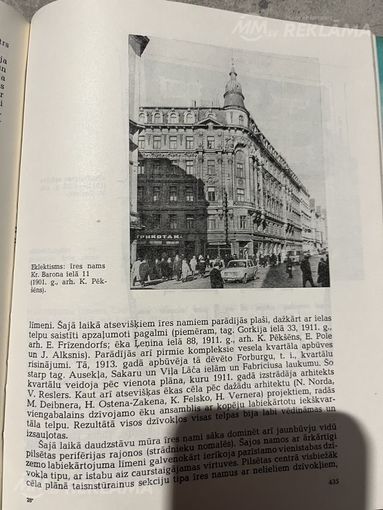 MM.lv REKLAMA
ТРИКОТАЖ
Eklektisms: īres nams
Kr. Barona ielā 11
(1901. g., arh. K. Pēk-
šēns).
līmeni. Šajā laikā atsevišķiem īres namiem parādījās plaši, dažkārt ar ielas
telpu saistīti apzaļumoti pagalmi (piemēram, tag. Gorkija ielā 33, 1911. g.,
arh. E. Frizendorfs; ēka Ļeņina ielā 88, 1911. g., arh. K. Pēkšēns, E. Pole
un J. Alksnis). Parādījās arī pirmie kompleksie vesela kvartāla apbūves
risinājumi. Tā, 1913. gadā apbūvēja tā dēvēto Forburgu, t. i., kvartālu
starp tag. Ausekļa, Sakaru un Viļa Lāča ielām un Fabriciusa laukumu. Šo
kvartālu veidoja pēc vienota plāna, kuru 1911. gadā izstrādāja arhitekts
V. Reslers. Kaut arī atsevišķas ēkas cēla pēc dažādu arhitektu (N. Norda,
M. Deihnera, H. Ostena-Zakena, K. Felsko, H. Vernera) projektiem, radās
viengabalains dzīvojamo ēku ansamblis ar kopēju labiekārtotu iekškvar-
tāla telpu. Rezultātā visos dzīvokļos visas telpas bija labi vēdināmas un
izsauļotas.
Šajā laikā daudzstāvu mūra īres nami sāka dominēt arī jaunbūvju vidū
pilsētas perifērijas rajonos (strādnieku nomalēs). Šajos namos ar ārkārtīgi
zemo labiekārtojuma līmeni galvenokārt ierīkoja pazīstamo vienistabas dzī-
vokļa tipu, ar istabu aiz caurstaigājamas virtuves. Pilsētas centrā visbiežāk
cēla plānā taisnstūrainus sekciju tipa īres namus ar nelieliem dzīvokļiem,
28*
435